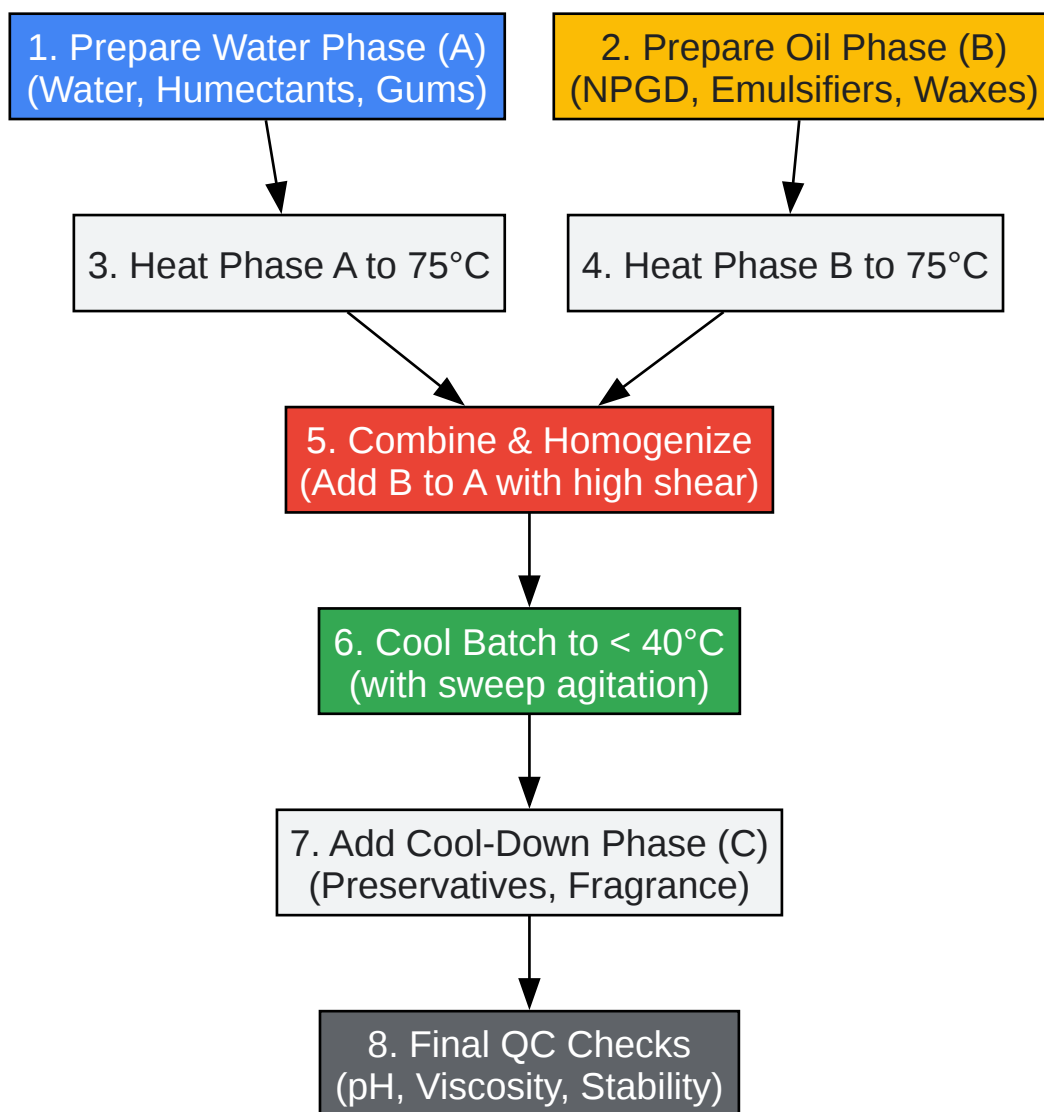 1. Prepare Water Phase (A)
(Water, Humectants, Gums)
2. Prepare Oil Phase (B)
(NPGD, Emulsifiers, Waxes)
3. Heat Phase A to 75°C
4. Heat Phase B to 75°C
5. Combine & Homogenize
(Add B to A with high shear)
6. Cool Batch to < 40°C
(with sweep agitation)
7. Add Cool-Down Phase (C)
(Preservatives, Fragrance)
8. Final QC Checks
(pH, Viscosity, Stability)